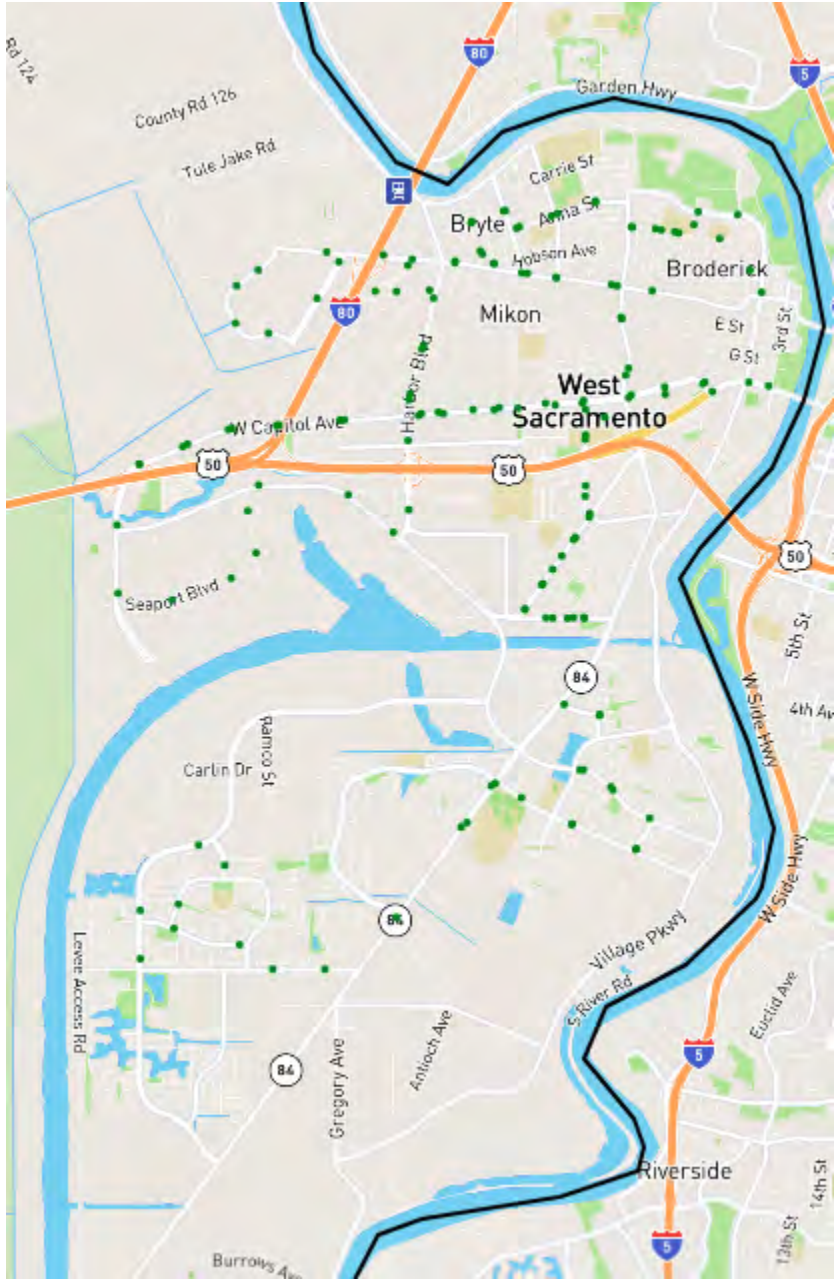 Rd 124
80
5
Garden Hwy
County Rd 126
Tule Jake Rd
Carrie St
Bryte
Anna St
Hobson Ave
Broderick
80
Mikon
E St
3rd St
G St
Harbor Blvd
West
Sacramento
W Capitol Ave
50
50
50
Seaport Blvd
5th St
84
W Side Hwy
4th Av
Ramco St
Carlin Dr
W Side Hwy
84
Levee Access Rd
Village Pkwy
S River Rd
Euclid Ave
5
84
Gregory Ave
Antioch Ave
Riverside
14th St
13th St
5
Burrows Ave